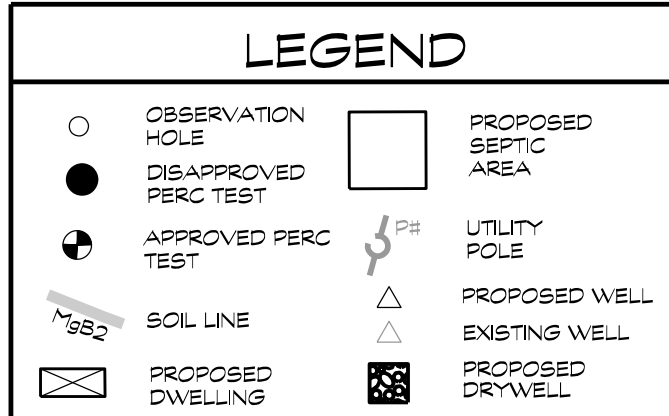 LEGEND
OBSERVATION
HOLE
DISAPPROVED
PERC TEST
APPROVED PERC
TEST
MgB2
SOIL LINE
PROPOSED
DWELLING
PROPOSED
SEPTIC
AREA
P#
UTILITY
POLE
PROPOSED WELL
EXISTING WELL
PROPOSED
DRYWELL